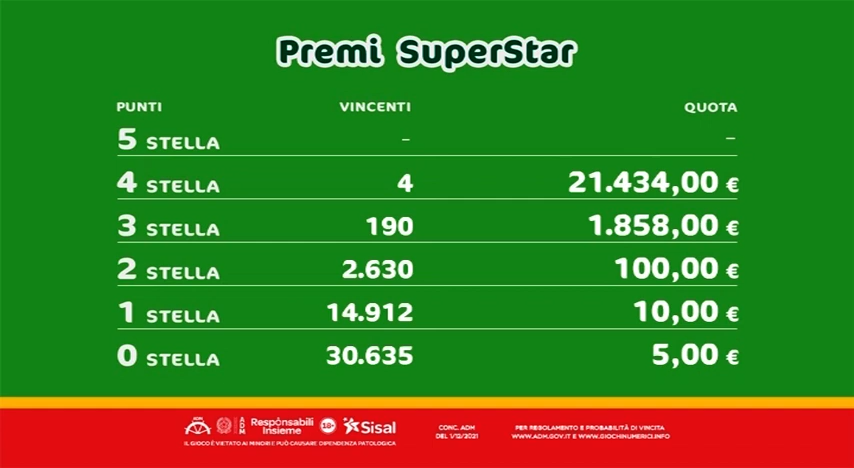 Premi SuperStar
PUNTI VINCENTI QUOTA
5 STELLA – –
4 STELLA 4 21.434,00 €
3 STELLA 190 1.858,00 €
2 STELLA 2.630 100,00 €
1 STELLA 14.912 10,00 €
0 STELLA 30.635 5,00 €
ADM Responsabili Insieme 18+ Sisal
IL GIOCO È VIETATO AI MINORI E PUÒ CAUSARE DIPENDENZA PATOLOGICA
CONC. ADM
DEL 1/12/2021
PER REGOLAMENTO E PROBABILITÀ DI VINCITA
WWW.ADM.GOV.IT E WWW.GIOCHINUMERICI.INFO